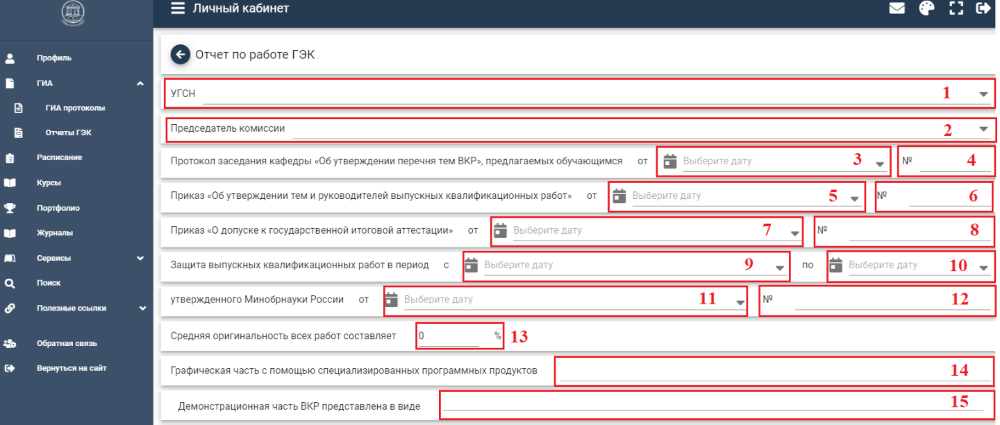 Личный кабинет
Профиль
ГИА
ГИА протоколы
Отчеты ГЭК
Расписание
Курсы
Портфолио
Журналы
Сервисы
Поиск
Полезные ссылки
Обратная связь
Вернуться на сайт
Отчет по работе ГЭК
УГСН 1
Председатель комиссии 2
Протокол заседания кафедры «Об утверждении перечня тем ВКР», предлагаемых обучающимся от Выберите дату 3 № 4
Приказ «Об утверждении тем и руководителей выпускных квалификационных работ» от Выберите дату 5 № 6
Приказ «О допуске к государственной итоговой аттестации» от Выберите дату 7 № 8
Защита выпускных квалификационных работ в период с Выберите дату 9 по Выберите дату 10
утвержденного Минобрнауки России от Выберите дату 11 № 12
Средняя оригинальность всех работ составляет 0 % 13
Графическая часть с помощью специализированных программных продуктов 14
Демонстрационная часть ВКР представлена в виде 15